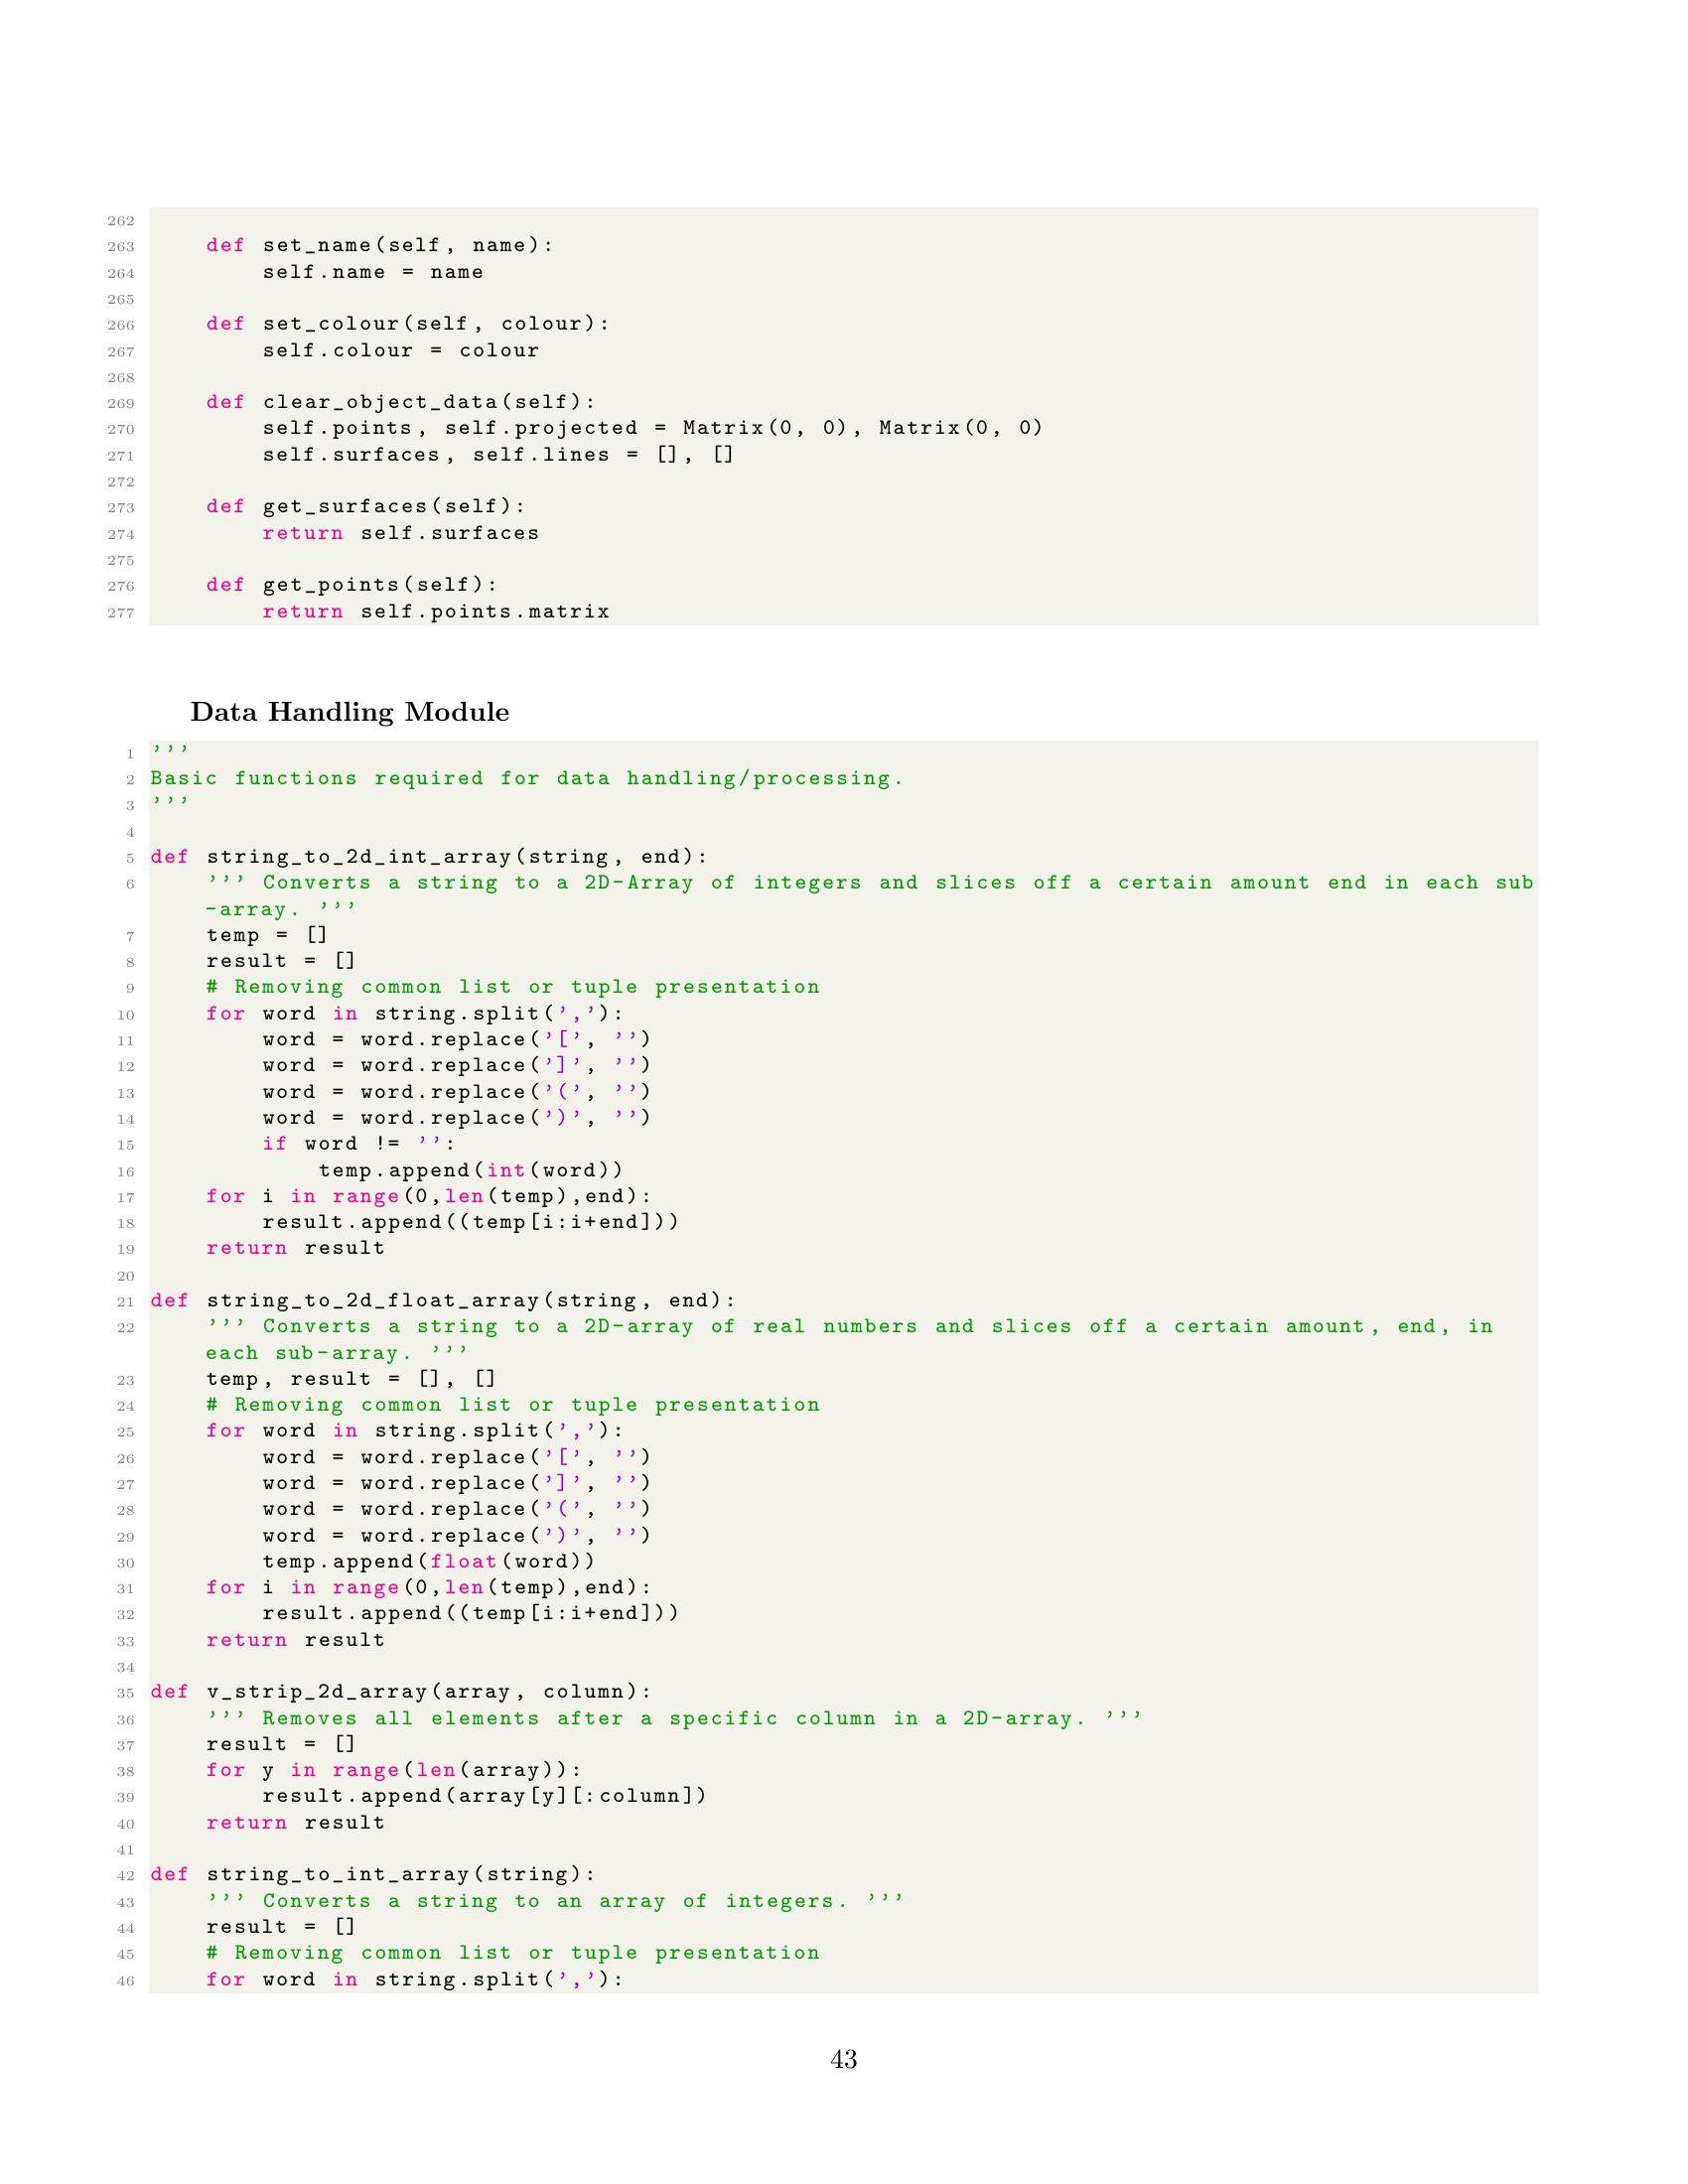 262
263     def set_name(self, name):
264         self.name = name
265
266     def set_colour(self, colour):
267         self.colour = colour
268
269     def clear_object_data(self):
270         self.points, self.projected = Matrix(0, 0), Matrix(0, 0)
271         self.surfaces, self.lines = [], []
272
273     def get_surfaces(self):
274         return self.surfaces
275
276     def get_points(self):
277         return self.points.matrix
Data Handling Module
1 '''
2 Basic functions required for data handling/processing.
3 '''
4
5 def string_to_2d_int_array(string, end):
6     ''' Converts a string to a 2D-Array of integers and slices off a certain amount end in each sub
    -array. '''
7     temp = []
8     result = []
9     # Removing common list or tuple presentation
10     for word in string.split(','):
11         word = word.replace('[', '')
12         word = word.replace(']', '')
13         word = word.replace('(', '')
14         word = word.replace(')', '')
15         if word != '':
16             temp.append(int(word))
17     for i in range(0,len(temp),end):
18         result.append((temp[i:i+end]))
19     return result
20
21 def string_to_2d_float_array(string, end):
22     ''' Converts a string to a 2D-array of real numbers and slices off a certain amount, end, in
    each sub-array. '''
23     temp, result = [], []
24     # Removing common list or tuple presentation
25     for word in string.split(','):
26         word = word.replace('[', '')
27         word = word.replace(']', '')
28         word = word.replace('(', '')
29         word = word.replace(')', '')
30         temp.append(float(word))
31     for i in range(0,len(temp),end):
32         result.append((temp[i:i+end]))
33     return result
34
35 def v_strip_2d_array(array, column):
36     ''' Removes all elements after a specific column in a 2D-array. '''
37     result = []
38     for y in range(len(array)):
39         result.append(array[y][:column])
40     return result
41
42 def string_to_int_array(string):
43     ''' Converts a string to an array of integers. '''
44     result = []
45     # Removing common list or tuple presentation
46     for word in string.split(','):
43